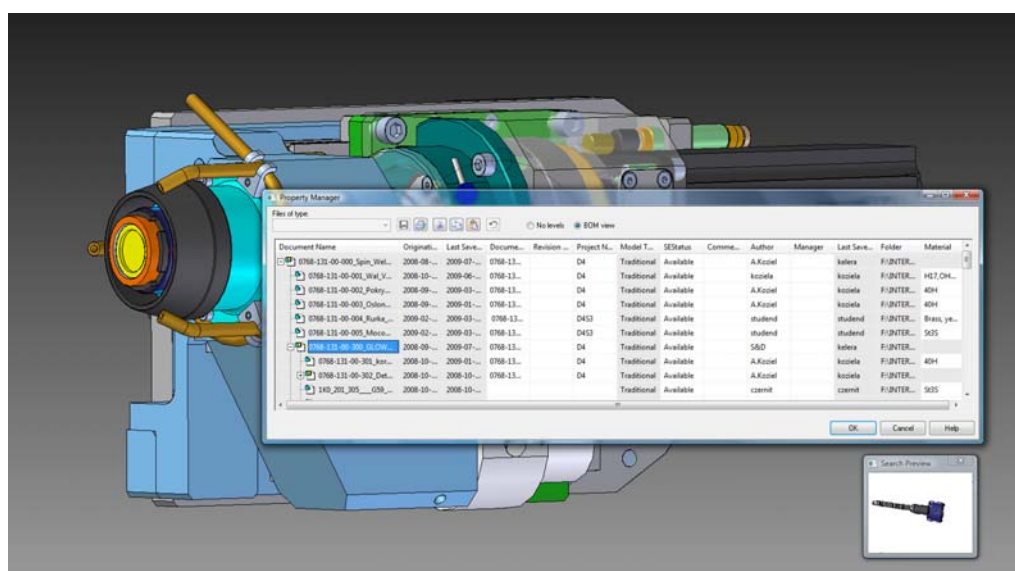 Property Manager
Files of type:
No levels BOM view
Document Name Originati... Last Save... Docume... Revision ... Project N... Model T... SEStatus Comme... Author Manager Last Save... Folder Material
0768-131-00-000_Spin_Wel... 2008-08-... 2009-07-... 0768-13... D4 Traditional Available A.Koziel kelera F:\INTER...
0768-131-00-001_Wal_V... 2008-10-... 2009-06-... 0768-13... D4 Traditional Available koziela koziela F:\INTER... H17,OH...
0768-131-00-002_Pokry... 2008-09-... 2009-03-... 0768-13... D4 Traditional Available A.Koziel koziela F:\INTER... 40H
0768-131-00-003_Oslon... 2008-09-... 2009-01-... 0768-13... D4 Traditional Available A.Koziel koziela F:\INTER... 40H
0768-131-00-004_Rurka_... 2009-02-... 2009-03-... 0768-13... D4S3 Traditional Available studend studend F:\INTER... Brass, ye...
0768-131-00-005_Moco... 2009-02-... 2009-03-... 0768-13... D4S3 Traditional Available studend studend F:\INTER... St3S
0768-131-00-300_GLOW... 2008-09-... 2009-07-... 0768-13... D4 Traditional Available S&D kelera F:\INTER...
0768-131-00-301_kor... 2008-10-... 2009-01-... 0768-13... D4 Traditional Available A.Koziel koziela F:\INTER... 40H
0768-131-00-302_Det... 2008-10-... 2008-10-... 0768-13... D4 Traditional Available A.Koziel koziela F:\INTER...
1K0_201_305___G59_... 2008-10-... 2008-10-... Traditional Available czernit czernit F:\INTER... St3S
OK Cancel Help
Search Preview